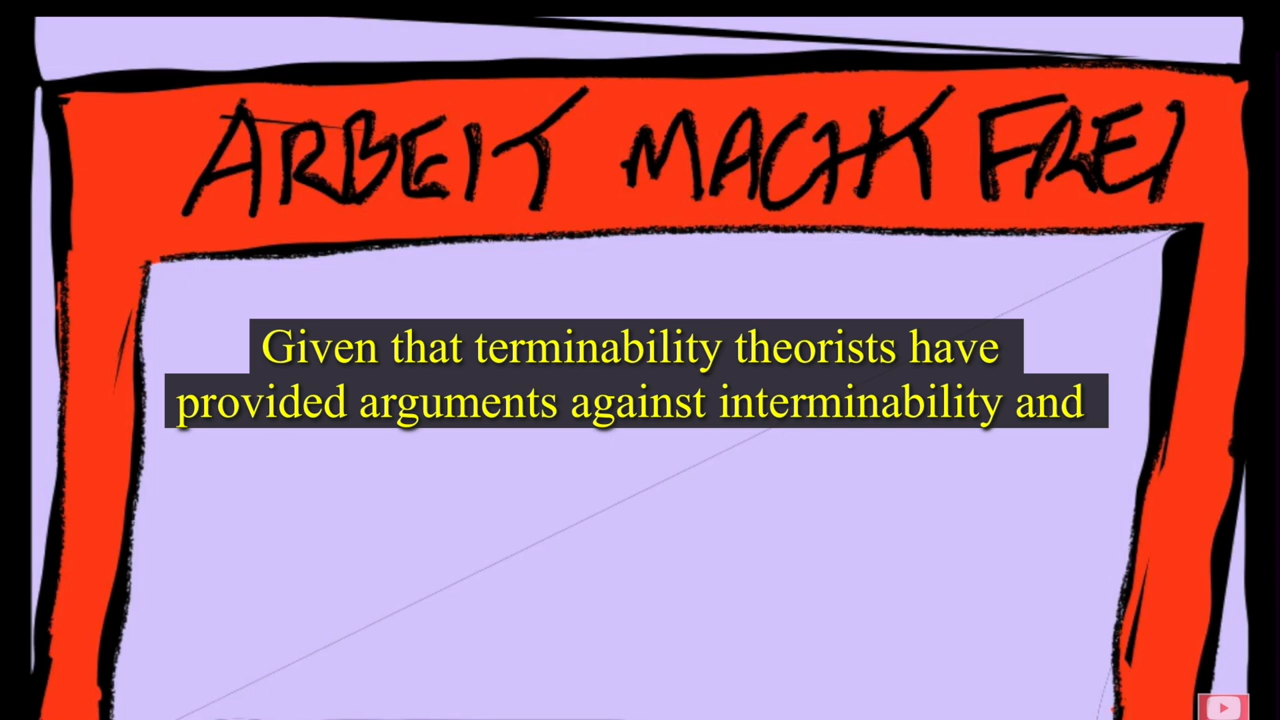 ARBEIT MACHT FREI
Given that terminability theorists have
provided arguments against interminability and